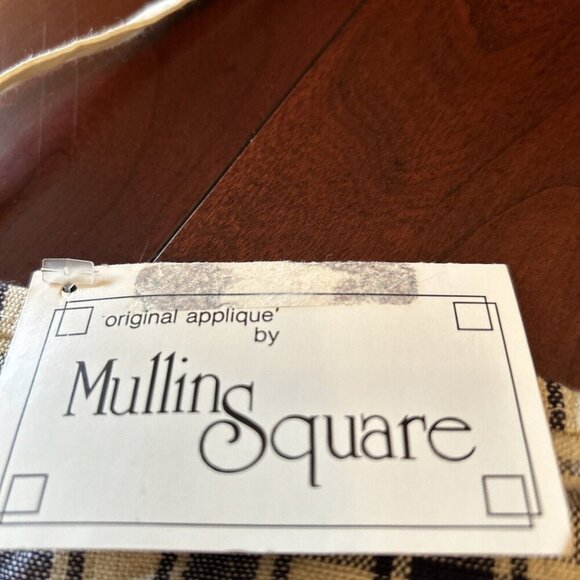 original applique'
by
Mullin
Square